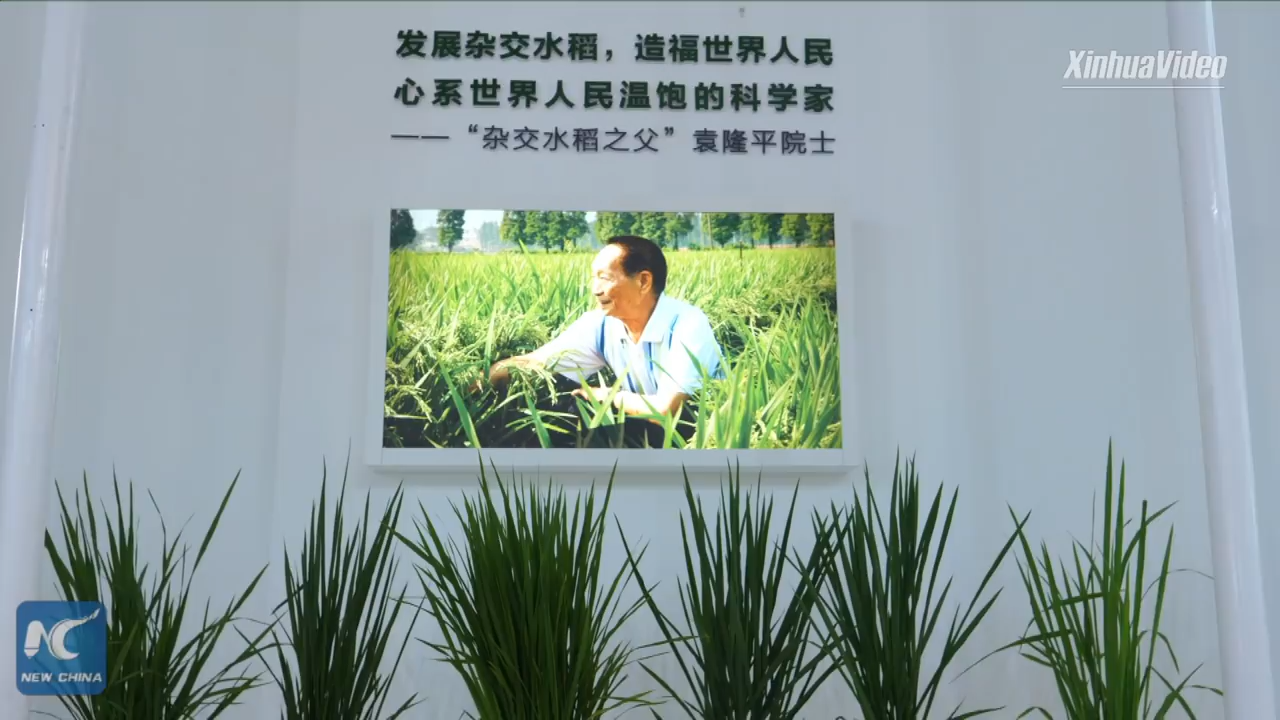 发展杂交水稻，造福世界人民
心系世界人民温饱的科学家
——“杂交水稻之父”袁隆平院士
XinhuaVideo
NC
NEW CHINA